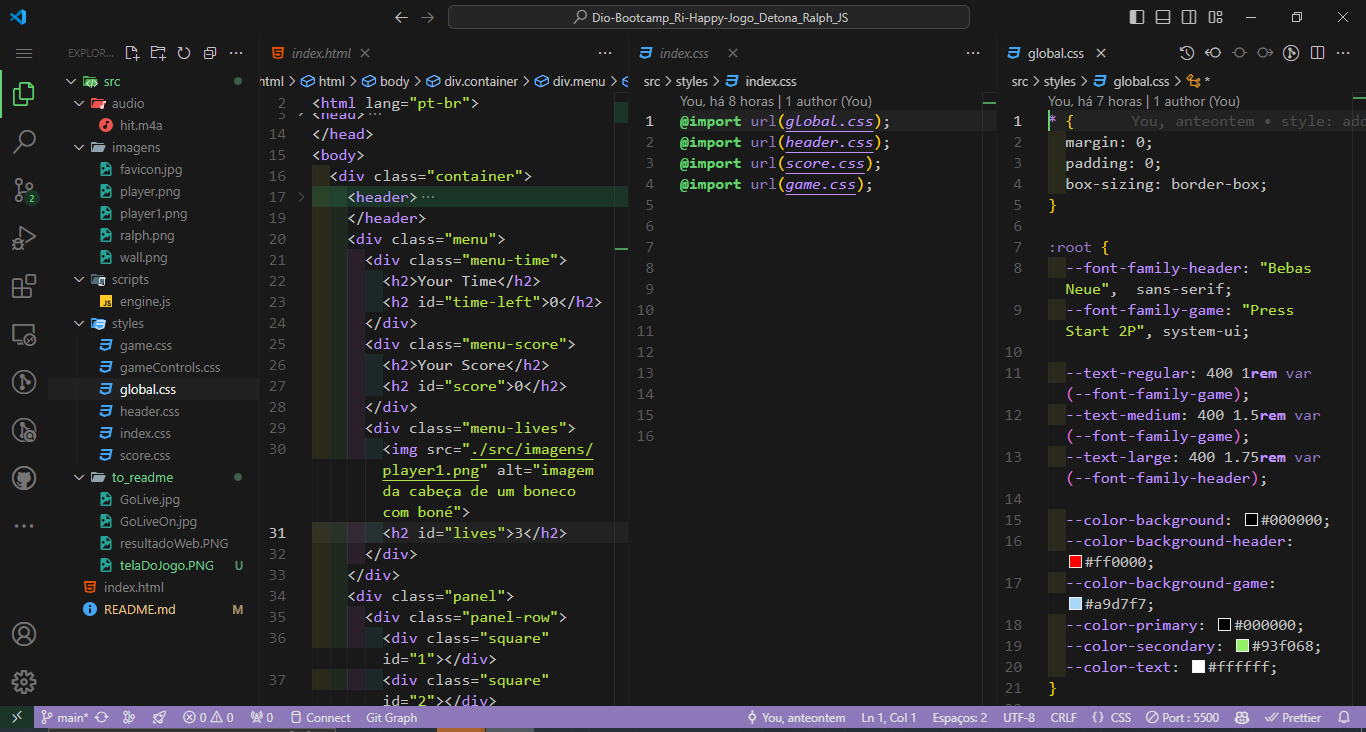 Dio-Bootcamp_Ri-Happy-Jogo_Detona_Ralph_JS
EXPLOR...
src
audio
hit.m4a
imagens
favicon.jpg
player.png
player1.png
ralph.png
wall.png
scripts
JS engine.js
styles
game.css
gameControls.css
global.css
header.css
index.css
score.css
to_readme
GoLive.jpg
GoLiveOn.jpg
resultadoWeb.PNG
telaDoJogo.PNG U
index.html
README.md M
2
index.html
html > html > body > div.container > div.menu >
2 <html lang="pt-br">
3 <head>...
14 </head>
15 <body>
16 <div class="container">
17 <header>...
19 </header>
20 <div class="menu">
21 <div class="menu-time">
22 <h2>Your Time</h2>
23 <h2 id="time-left">0</h2>
24 </div>
25 <div class="menu-score">
26 <h2>Your Score</h2>
27 <h2 id="score">0</h2>
28 </div>
29 <div class="menu-lives">
30 <img src="./src/imagens/
player1.png" alt="imagem
da cabeça de um boneco
com boné">
31 <h2 id="lives">3</h2>
32 </div>
33 </div>
34 <div class="panel">
35 <div class="panel-row">
36 <div class="square"
id="1"></div>
37 <div class="square"
id="2"></div>
index.css
src > styles > index.css
You, há 8 horas | 1 author (You)
1 @import url(global.css);
2 @import url(header.css);
3 @import url(score.css);
4 @import url(game.css);
5
6
7
8
9
10
11
12
13
14
15
16
global.css
src > styles > global.css > *
You, há 7 horas | 1 author (You)
1 * { You, anteontem • style: add
2 margin: 0;
3 padding: 0;
4 box-sizing: border-box;
5 }
6
7 :root {
8 --font-family-header: "Bebas
Neue", sans-serif;
9 --font-family-game: "Press
Start 2P", system-ui;
10
11 --text-regular: 400 1rem var
(--font-family-game);
12 --text-medium: 400 1.5rem var
(--font-family-game);
13 --text-large: 400 1.75rem var
(--font-family-header);
14
15 --color-background: #000000;
16 --color-background-header:
#ff0000;
17 --color-background-game:
#a9d7f7;
18 --color-primary: #000000;
19 --color-secondary: #93f068;
20 --color-text: #ffffff;
21 }
main* 0 0 0 Connect Git Graph You, anteontem Ln 1, Col 1 Espaços: 2 UTF-8 CRLF {} CSS Port : 5500 Prettier